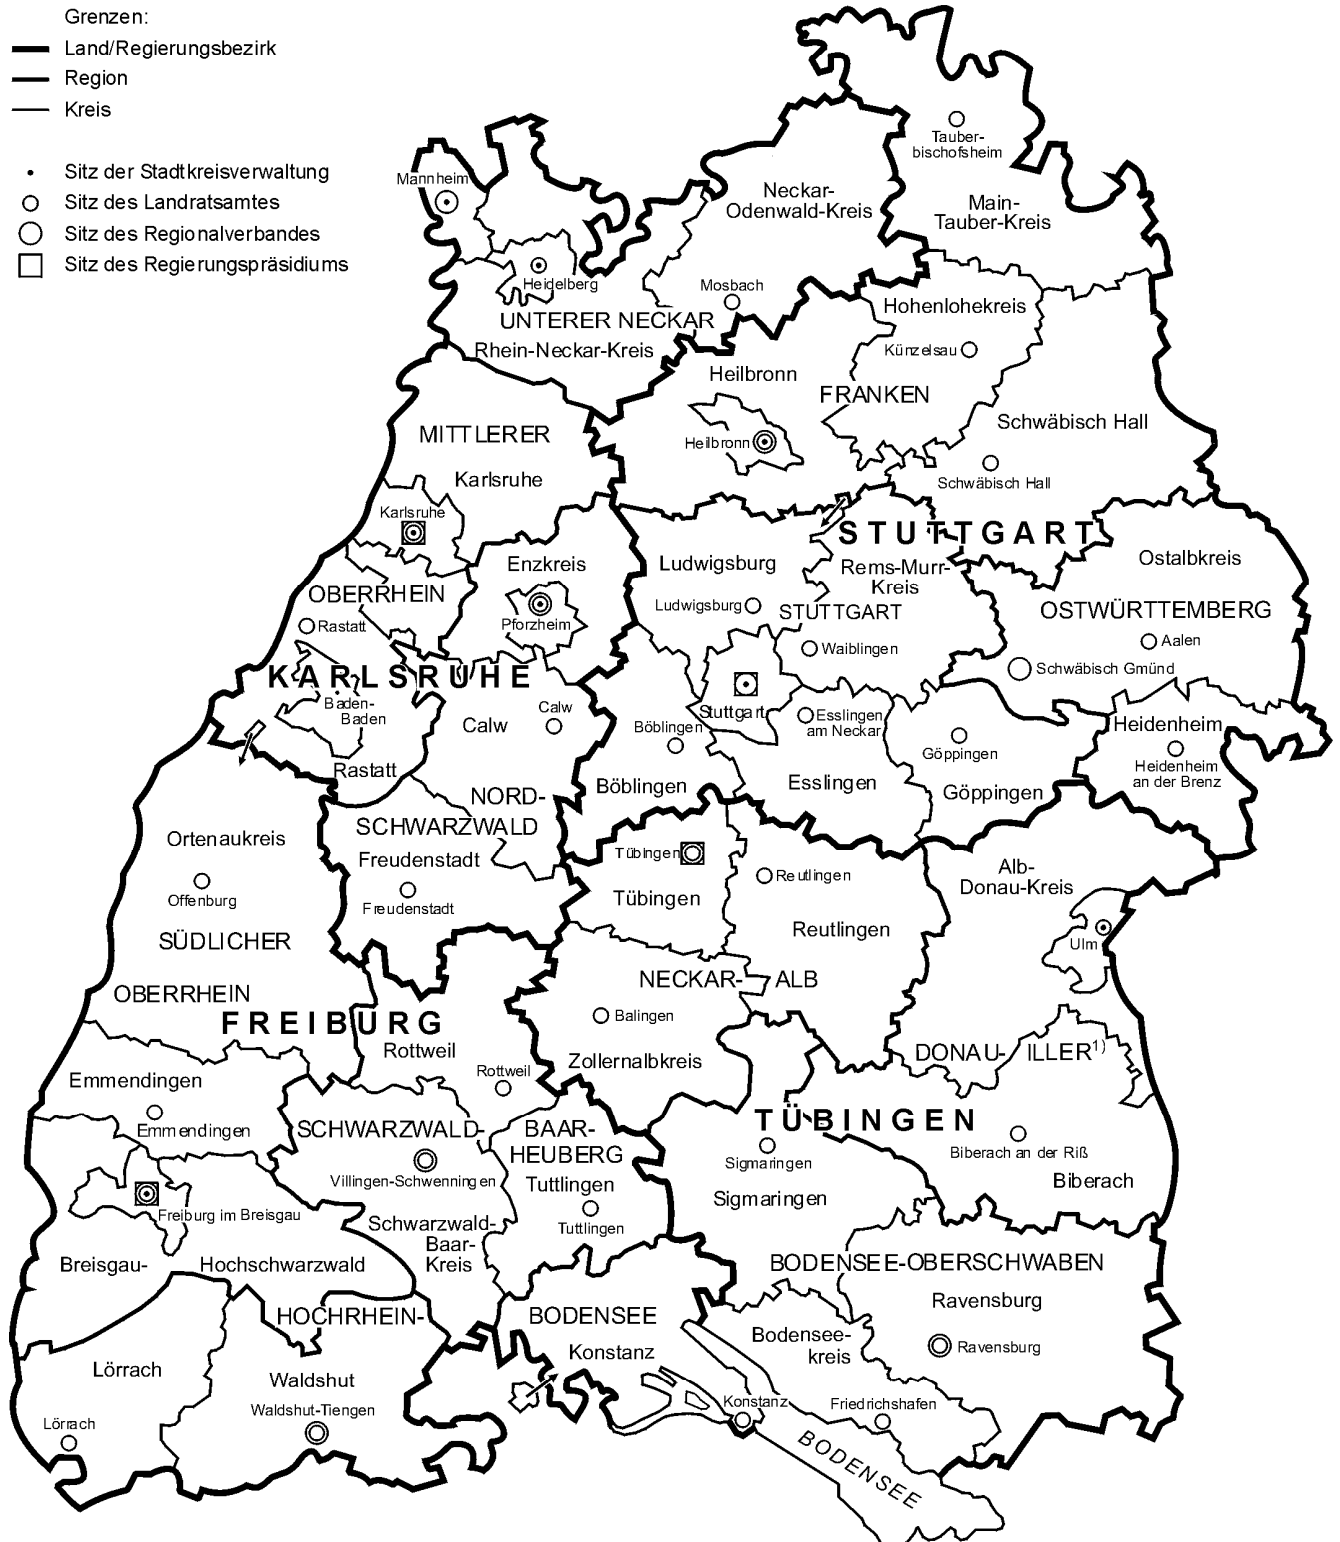 Grenzen:
Land/Regierungsbezirk
Region
Kreis
Sitz der Stadtkreisverwaltung
Sitz des Landratsamtes
Sitz des Regionalverbandes
Sitz des Regierungspräsidiums
Tauber-
bischofsheim
Main-
Tauber-Kreis
Neckar-
Odenwald-Kreis
Mannheim
Heidelberg
Mosbach
UNTERER NECKAR
Rhein-Neckar-Kreis
Hohenlohekreis
Künzelsau
Heilbronn
FRANKEN
Heilbronn
Schwäbisch Hall
Schwäbisch Hall
MITTLERER
Karlsruhe
Karlsruhe
STUTTGART
Enzkreis
Ludwigsburg
Rems-Murr-
Kreis
Ostalbkreis
OBERRHEIN
Pforzheim
Ludwigsburg
STUTTGART
OSTWÜRTTEMBERG
Rastatt
Waiblingen
Aalen
Schwäbisch Gmünd
KARLSRUHE
Baden-
Baden
Calw
Calw
Stuttgart
Böblingen
Esslingen
am Neckar
Göppingen
Heidenheim
Heidenheim
an der Brenz
Rastatt
Böblingen
Esslingen
Göppingen
NORD-
SCHWARZWALD
Ortenaukreis
Freudenstadt
Tübingen
Reutlingen
Alb-
Donau-Kreis
Offenburg
Freudenstadt
Tübingen
Reutlingen
Ulm
SÜDLICHER
OBERRHEIN
NECKAR-
ALB
FREIBURG
Balingen
Rottweil
Zollernalbkreis
DONAU-
ILLER1)
Rottweil
Emmendingen
Emmendingen
SCHWARZWALD-
BAAR-
HEUBERG
TÜBINGEN
Sigmaringen
Biberach an der Riß
Biberach
Villingen-Schwenningen
Tuttlingen
Sigmaringen
Freiburg im Breisgau
Tuttlingen
Schwarzwald-
Baar-
Kreis
Breisgau-
Hochschwarzwald
BODENSEE-OBERSCHWABEN
Ravensburg
HOCHRHEIN-
BODENSEE
Bodensee-
kreis
Ravensburg
Konstanz
Lörrach
Waldshut
Waldshut-Tiengen
Konstanz
Friedrichshafen
Lörrach
BODENSEE